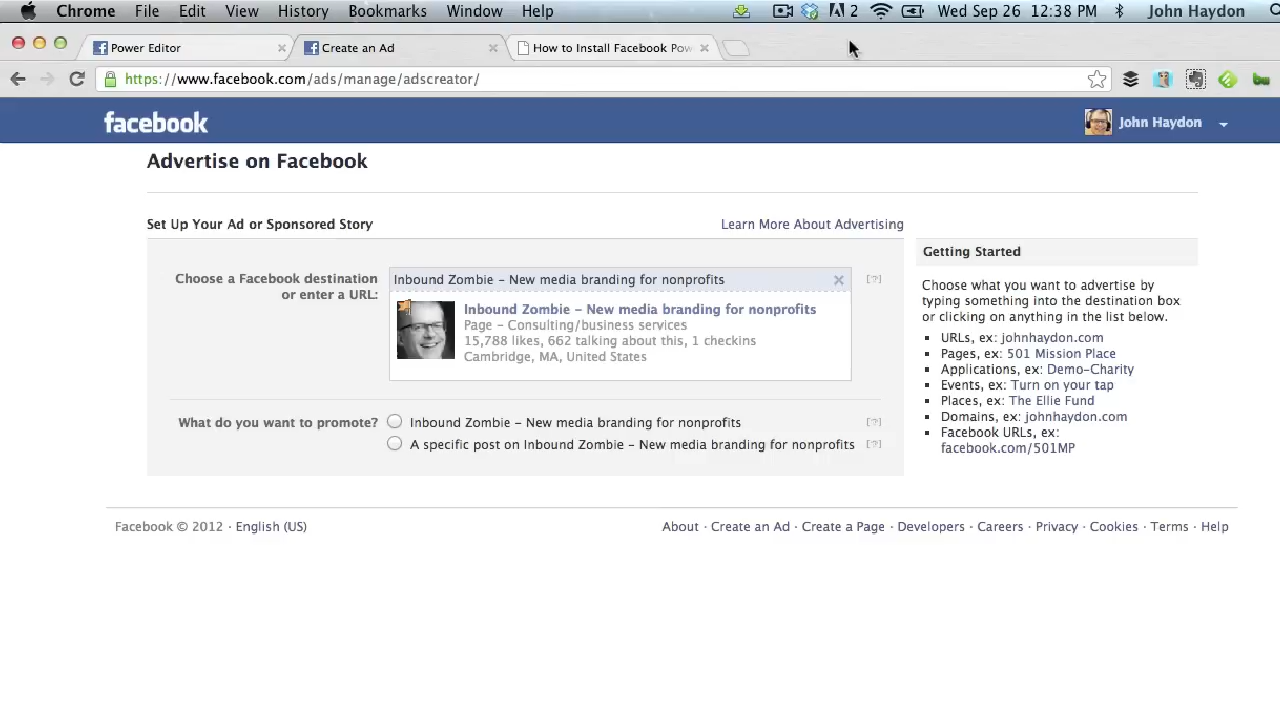 Chrome File Edit View History Bookmarks Window Help 2 Wed Sep 26 12:38 PM John Haydon
Power Editor Create an Ad How to Install Facebook Pow
https://www.facebook.com/ads/manage/adscreator/
facebook John Haydon
Advertise on Facebook
Set Up Your Ad or Sponsored Story Learn More About Advertising
Choose a Facebook destination
or enter a URL:
Inbound Zombie – New media branding for nonprofits [?]
Inbound Zombie – New media branding for nonprofits
Page – Consulting/business services
15,788 likes, 662 talking about this, 1 checkins
Cambridge, MA, United States
What do you want to promote? Inbound Zombie – New media branding for nonprofits [?]
A specific post on Inbound Zombie – New media branding for nonprofits [?]
Getting Started
Choose what you want to advertise by
typing something into the destination box
or clicking on anything in the list below.
URLs, ex: johnhaydon.com
Pages, ex: 501 Mission Place
Applications, ex: Demo-Charity
Events, ex: Turn on your tap
Places, ex: The Ellie Fund
Domains, ex: johnhaydon.com
Facebook URLs, ex:
facebook.com/501MP
Facebook © 2012 · English (US) About · Create an Ad · Create a Page · Developers · Careers · Privacy · Cookies · Terms · Help